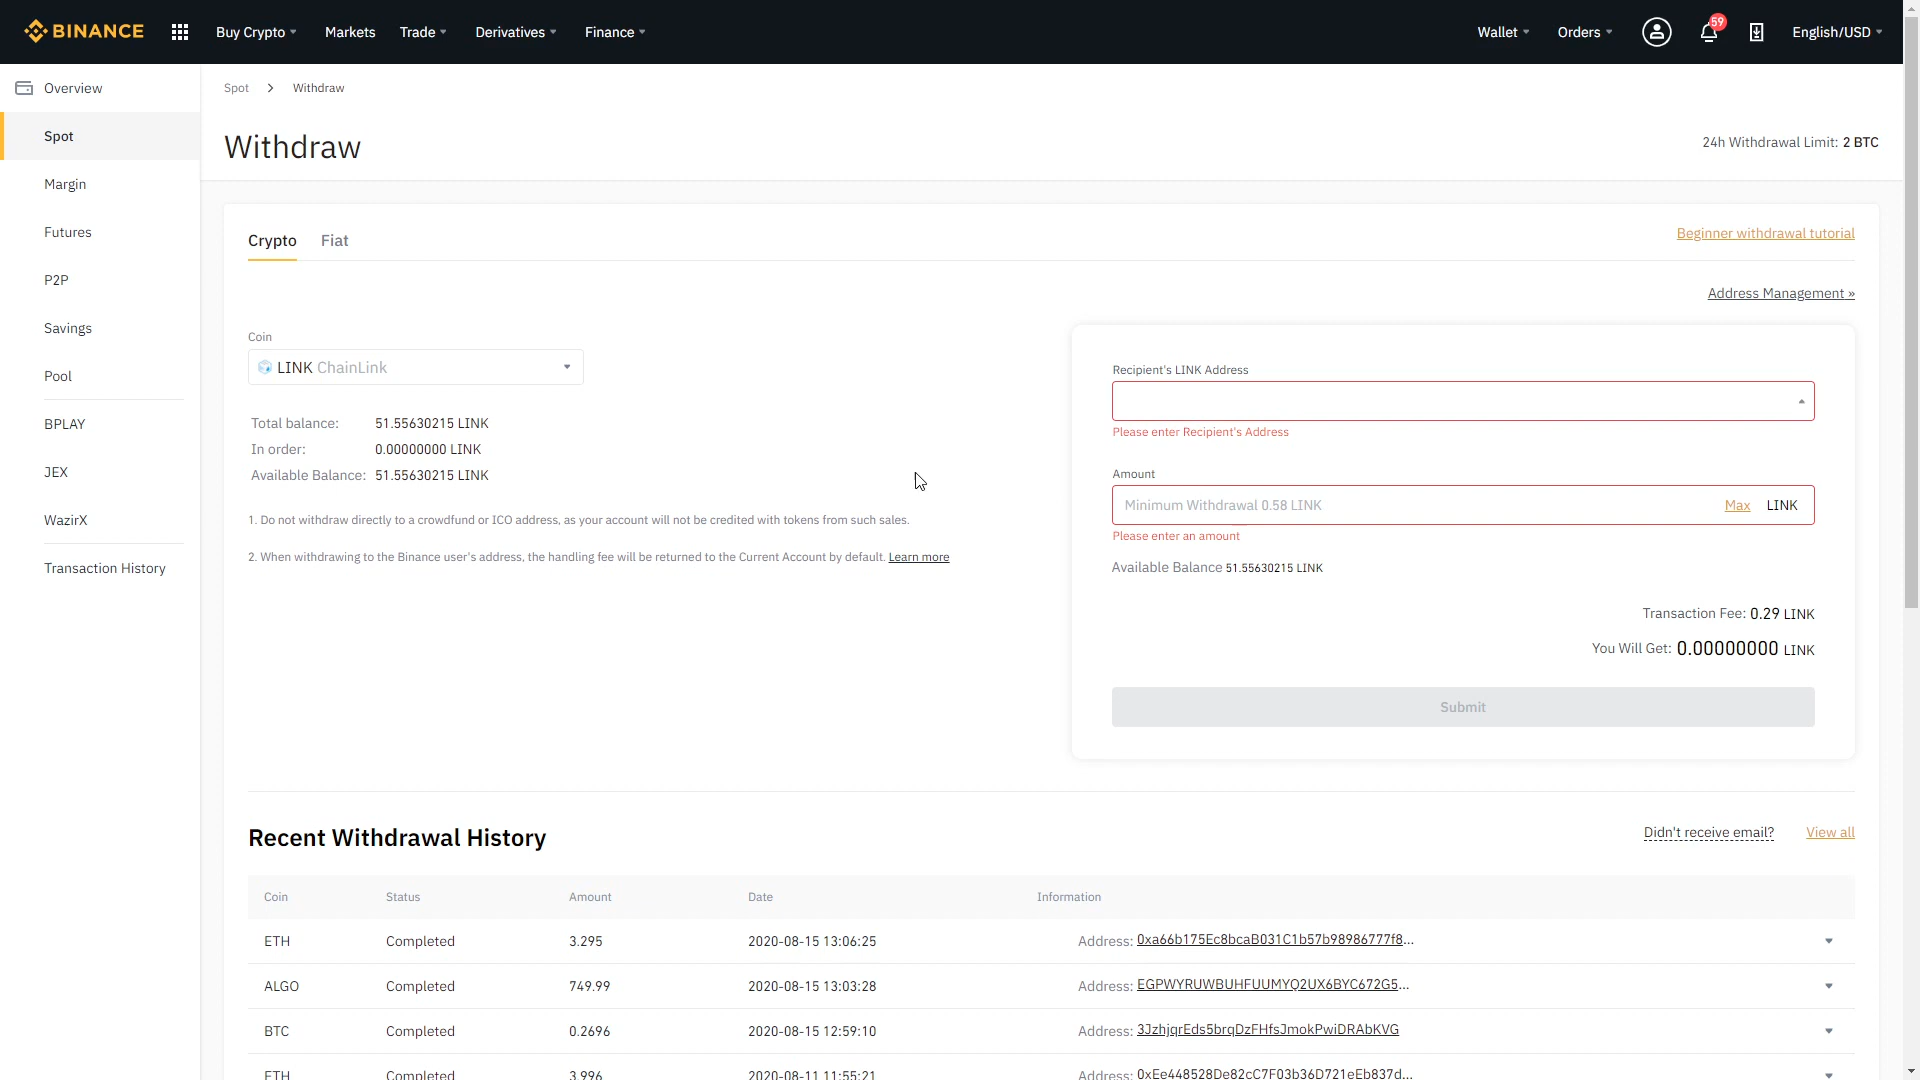 BINANCE
Buy Crypto
Markets
Trade
Derivatives
Finance
Wallet
Orders
59
English/USD
Overview
Spot
Margin
Futures
P2P
Savings
Pool
BPLAY
JEX
WazirX
Transaction History
Spot > Withdraw
Withdraw
24h Withdrawal Limit: 2 BTC
Crypto Fiat
Beginner withdrawal tutorial
Address Management »
Coin
LINK ChainLink
Total balance: 51.55630215 LINK
In order: 0.00000000 LINK
Available Balance: 51.55630215 LINK
1. Do not withdraw directly to a crowdfund or ICO address, as your account will not be credited with tokens from such sales.
2. When withdrawing to the Binance user's address, the handling fee will be returned to the Current Account by default. Learn more
Recipient's LINK Address
Please enter Recipient's Address
Amount
Minimum Withdrawal 0.58 LINK Max LINK
Please enter an amount
Available Balance 51.55630215 LINK
Transaction Fee: 0.29 LINK
You Will Get: 0.00000000 LINK
Submit
Recent Withdrawal History
Didn't receive email? View all
Coin Status Amount Date Information
ETH Completed 3.295 2020-08-15 13:06:25 Address: 0xa66b175Ec8bcaB031C1b57b98986777f8...
ALGO Completed 749.99 2020-08-15 13:03:28 Address: EGPWYRUWBUHFUUMYQ2UX6BYC672G5...
BTC Completed 0.2696 2020-08-15 12:59:10 Address: 3JzhjqrEds5brqDzFHfsJmokPwiDRAbKVG
ETH Completed 3.996 2020-08-11 11:55:21 Address: 0xEe448528De82cC7F03b36D721eEb837d...